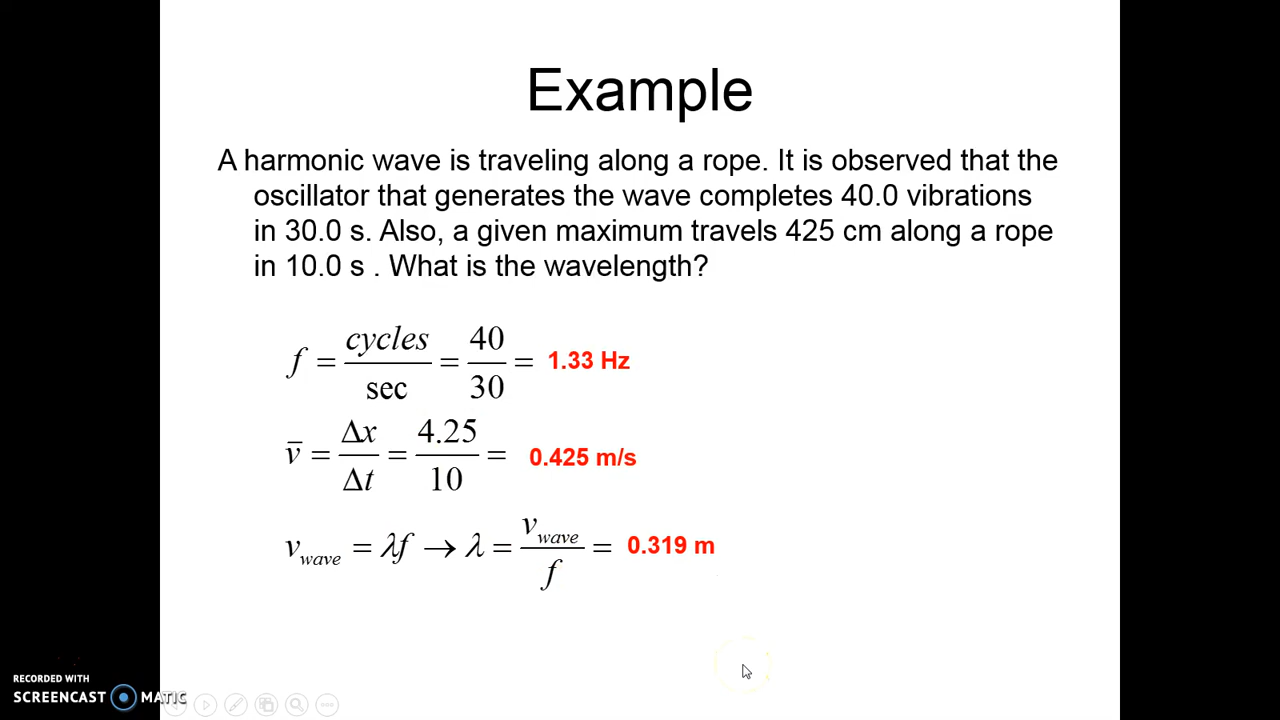 Example
A harmonic wave is traveling along a rope. It is observed that the
oscillator that generates the wave completes 40.0 vibrations
in 30.0 s. Also, a given maximum travels 425 cm along a rope
in 10.0 s . What is the wavelength?
f = cycles/sec = 40/30 = 1.33 Hz
v̄ = Δx/Δt = 4.25/10 = 0.425 m/s
v_wave = λf → λ = v_wave/f = 0.319 m
RECORDED WITH
SCREENCAST MATIC